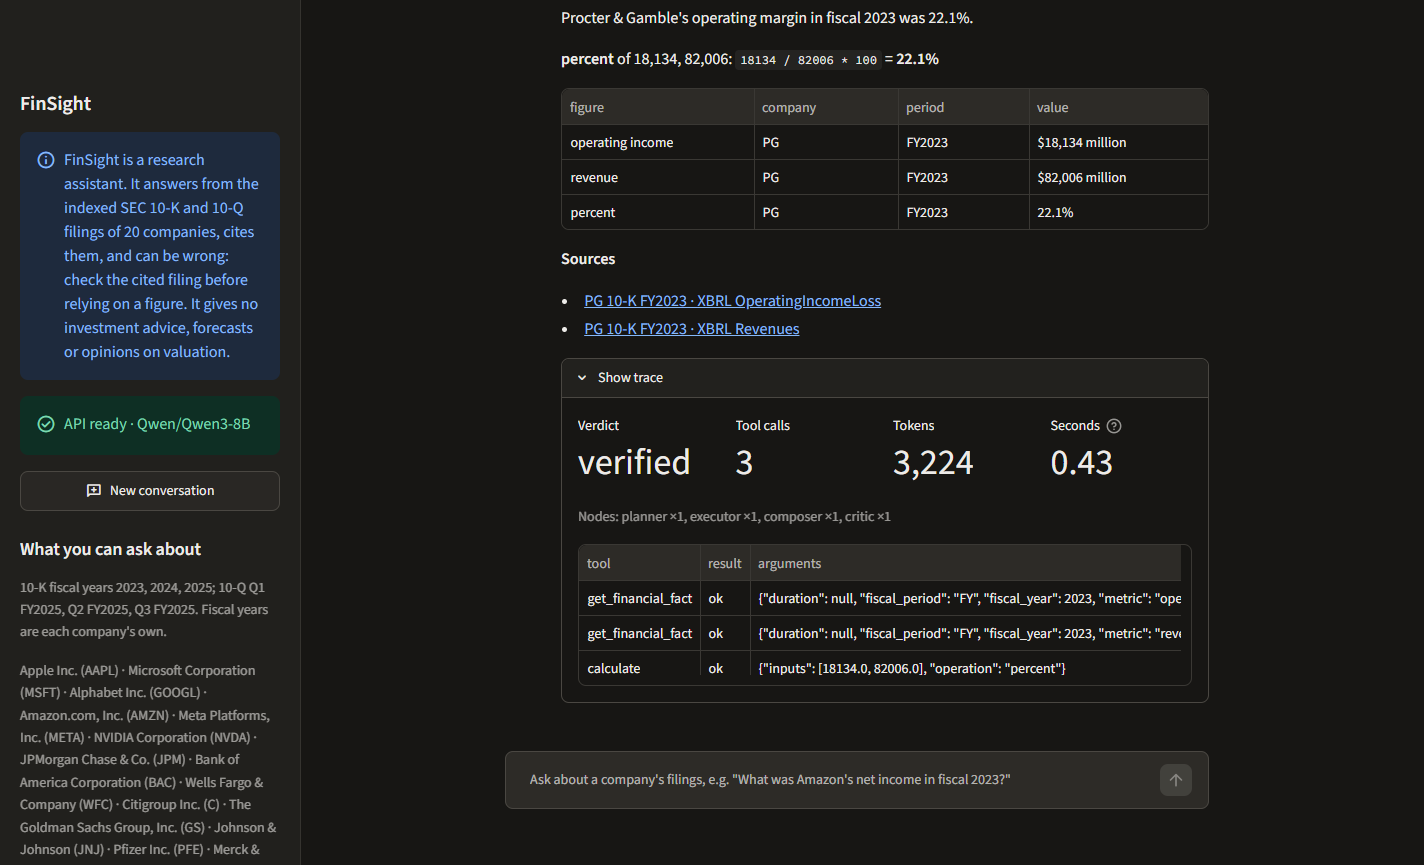 FinSight
FinSight is a research
assistant. It answers from the
indexed SEC 10-K and 10-Q
filings of 20 companies, cites
them, and can be wrong:
check the cited filing before
relying on a figure. It gives no
investment advice, forecasts
or opinions on valuation.
API ready · Qwen/Qwen3-8B
New conversation
What you can ask about
10-K fiscal years 2023, 2024, 2025; 10-Q Q1
FY2025, Q2 FY2025, Q3 FY2025. Fiscal years
are each company's own.
Apple Inc. (AAPL) · Microsoft Corporation
(MSFT) · Alphabet Inc. (GOOGL) ·
Amazon.com, Inc. (AMZN) · Meta Platforms,
Inc. (META) · NVIDIA Corporation (NVDA) ·
JPMorgan Chase & Co. (JPM) · Bank of
America Corporation (BAC) · Wells Fargo &
Company (WFC) · Citigroup Inc. (C) · The
Goldman Sachs Group, Inc. (GS) · Johnson &
Johnson (JNJ) · Pfizer Inc. (PFE) · Merck &
Procter & Gamble's operating margin in fiscal 2023 was 22.1%.
percent of 18,134, 82,006: 18134 / 82006 * 100 = 22.1%
figure company period value
operating income PG FY2023 $18,134 million
revenue PG FY2023 $82,006 million
percent PG FY2023 22.1%
Sources
• PG 10-K FY2023 · XBRL OperatingIncomeLoss
• PG 10-K FY2023 · XBRL Revenues
Show trace
Verdict Tool calls Tokens Seconds
verified 3 3,224 0.43
Nodes: planner ×1, executor ×1, composer ×1, critic ×1
tool result arguments
get_financial_fact ok {"duration": null, "fiscal_period": "FY", "fiscal_year": 2023, "metric": "ope
get_financial_fact ok {"duration": null, "fiscal_period": "FY", "fiscal_year": 2023, "metric": "reve
calculate ok {"inputs": [18134.0, 82006.0], "operation": "percent"}
Ask about a company's filings, e.g. "What was Amazon's net income in fiscal 2023?"